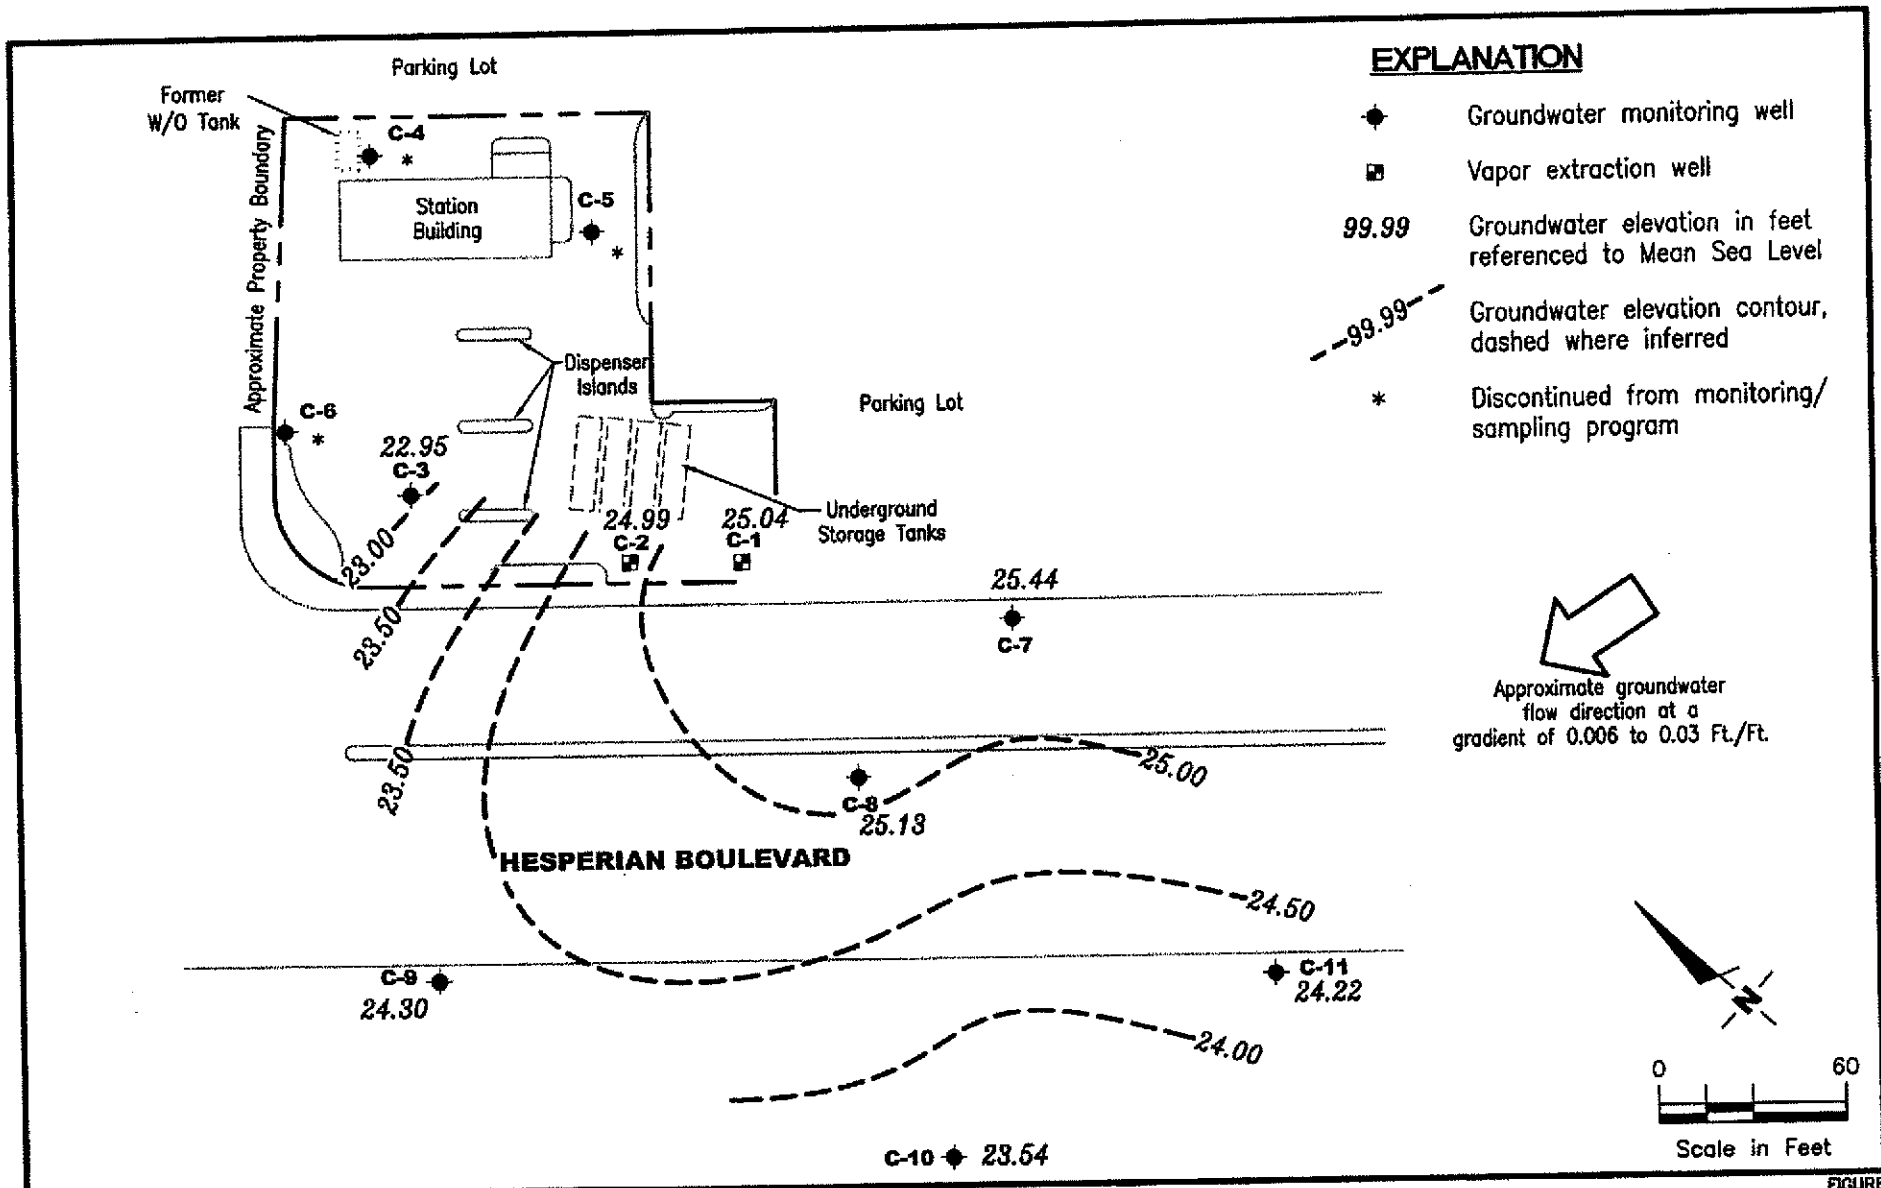 Parking Lot
Former
W/O Tank
C-4
*
Approximate Property Boundary
Station
Building
C-5
*
Dispenser
Islands
C-6
*
22.95
C-3
Parking Lot
24.99
C-2
25.04
C-1
Underground
Storage Tanks
23.00
23.50
23.50
25.44
C-7
C-8
25.13
25.00
HESPERIAN BOULEVARD
24.50
C-9
24.30
C-11
24.22
24.00
C-10
23.54
EXPLANATION
Groundwater monitoring well
Vapor extraction well
99.99
Groundwater elevation in feet
referenced to Mean Sea Level
99.99
Groundwater elevation contour,
dashed where inferred
*
Discontinued from monitoring/
sampling program
Approximate groundwater
flow direction at a
gradient of 0.006 to 0.03 Ft./Ft.
N
0
60
Scale in Feet
FIGURE